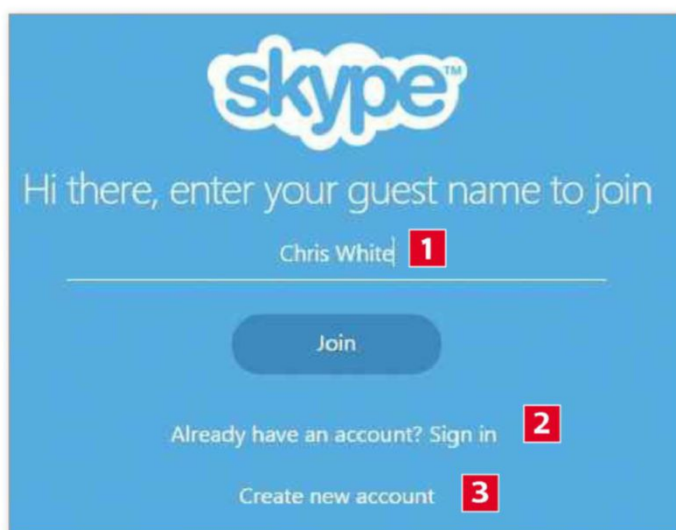 skype™
Hi there, enter your guest name to join
Chris White 1
Join
Already have an account? Sign in 2
Create new account 3